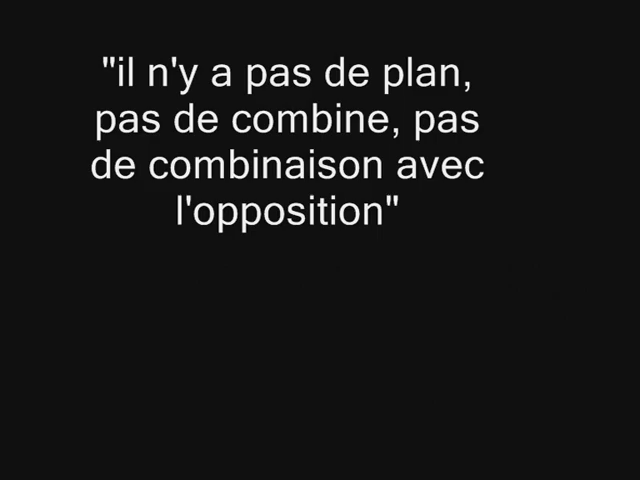 "il n'y a pas de plan,
pas de combine, pas
de combinaison avec
l'opposition"